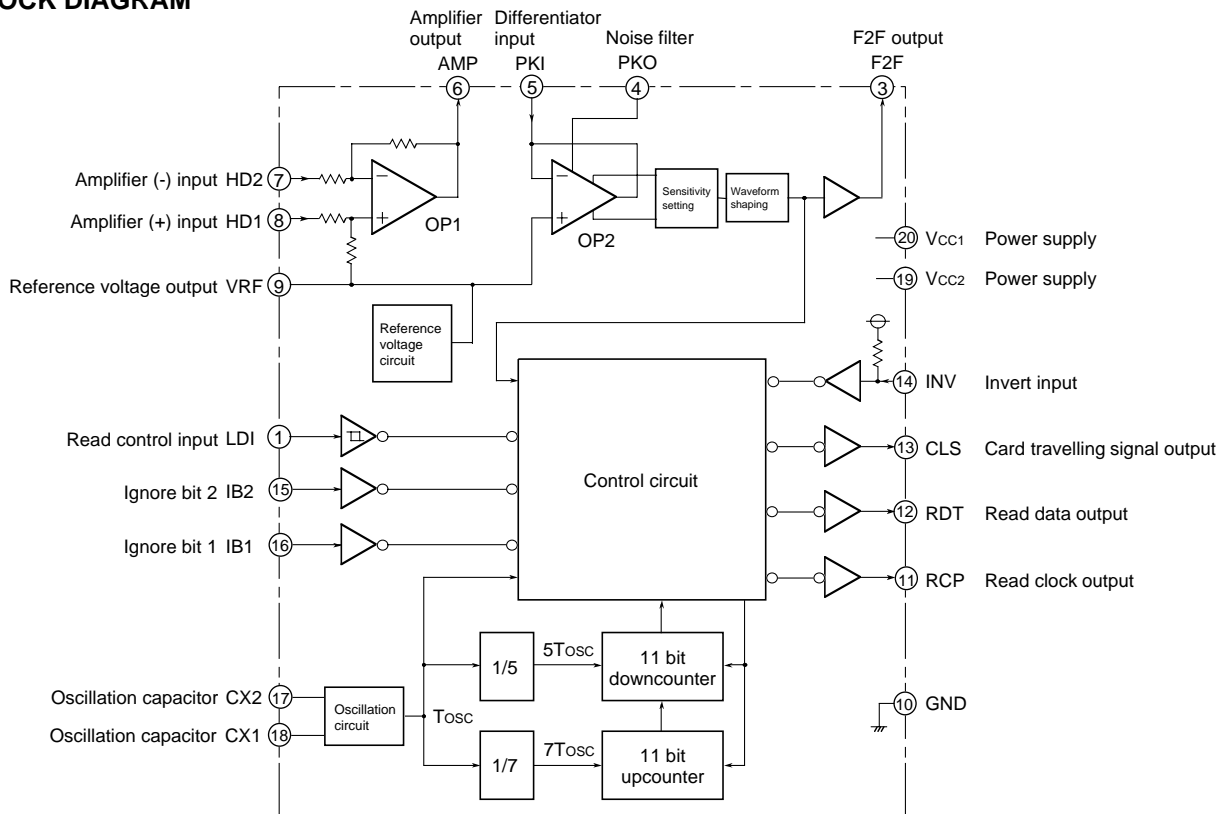 OCK DIAGRAM
Amplifier output
AMP
6
Differentiator input
PKI
5
Noise filter
PKO
4
F2F output
F2F
3
Amplifier (-) input HD2 7
Amplifier (+) input HD1 8
Reference voltage output VRF 9
−
+
OP1
−
+
OP2
Sensitivity
setting
Waveform
shaping
20 VCC1 Power supply
19 VCC2 Power supply
Reference
voltage
circuit
14 INV Invert input
Read control input LDI 1
13 CLS Card travelling signal output
Control circuit
Ignore bit 2 IB2 15
12 RDT Read data output
Ignore bit 1 IB1 16
11 RCP Read clock output
1/5
5TOSC
11 bit
downcounter
Oscillation capacitor CX2 17
Oscillation capacitor CX1 18
Oscillation
circuit
TOSC
10 GND
1/7
7TOSC
11 bit
upcounter